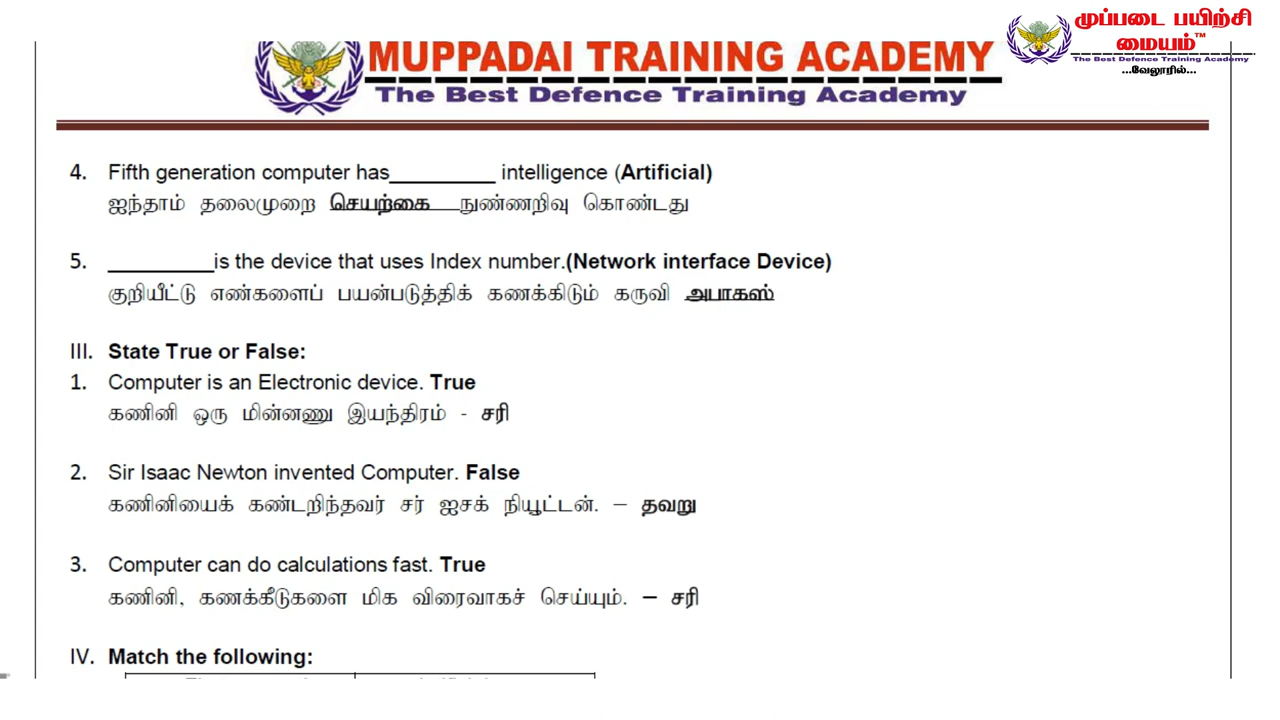 முப்படை பயிற்சி
மையம்™
The Best Defence Training Academy
...வேலூரில்...
MUPPADAI TRAINING ACADEMY
The Best Defence Training Academy
4. Fifth generation computer has_________ intelligence (Artificial)
ஐந்தாம் தலைமுறை செயற்கை நுண்ணறிவு கொண்டது
5. _________is the device that uses Index number.(Network interface Device)
குறியீட்டு எண்களைப் பயன்படுத்திக் கணக்கிடும் கருவி அபாகஸ்
III. State True or False:
1. Computer is an Electronic device. True
கணினி ஒரு மின்னணு இயந்திரம் - சரி
2. Sir Isaac Newton invented Computer. False
கணினியைக் கண்டறிந்தவர் சர் ஐசக் நியூட்டன். – தவறு
3. Computer can do calculations fast. True
கணினி, கணக்கீடுகளை மிக விரைவாகச் செய்யும். – சரி
IV. Match the following: